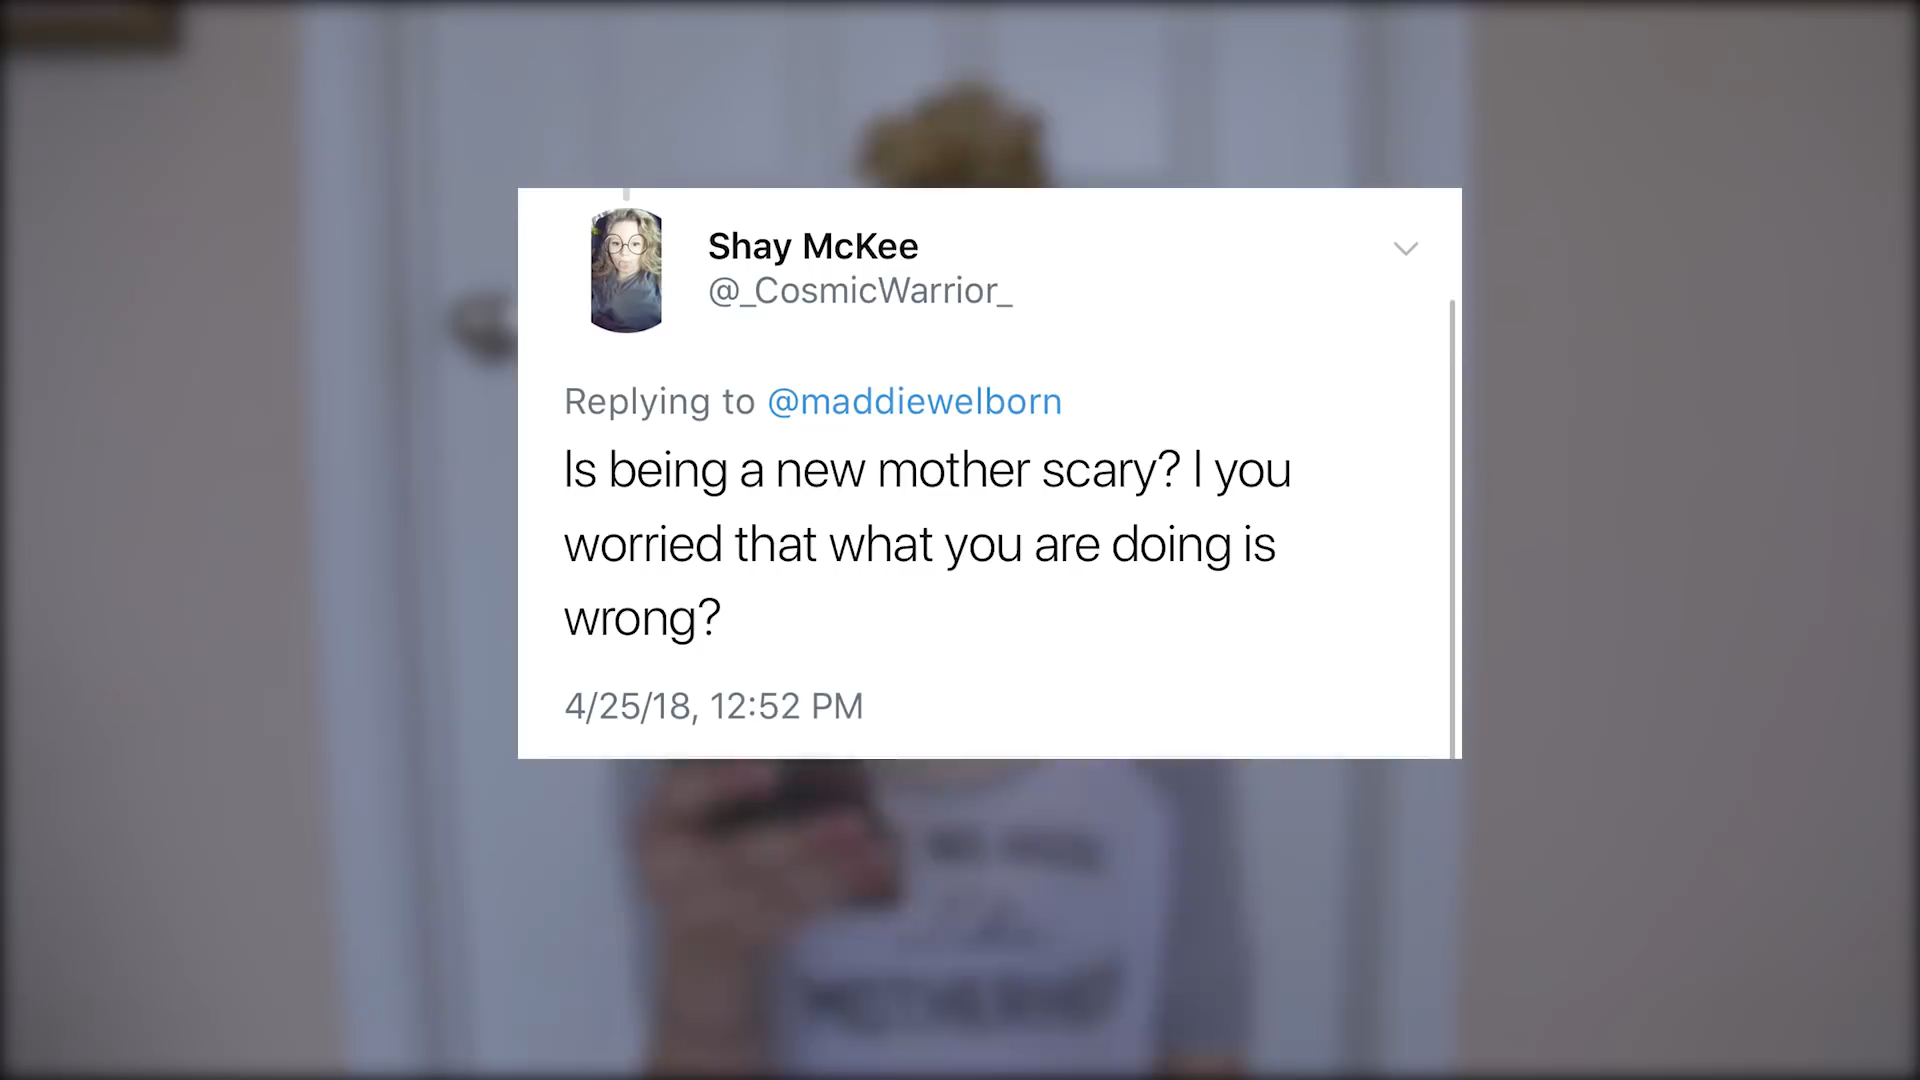 Shay McKee
@_CosmicWarrior_
Replying to @maddiewelborn
Is being a new mother scary? I you
worried that what you are doing is
wrong?
4/25/18, 12:52 PM